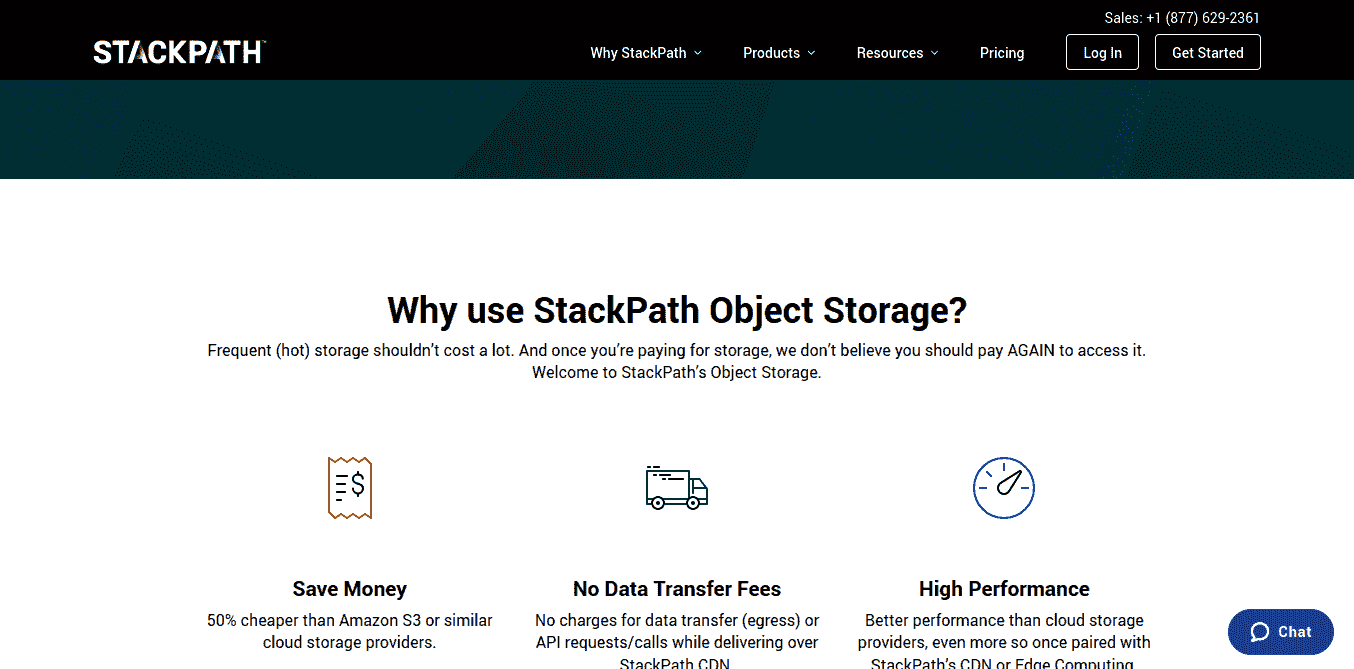 Sales: +1 (877) 629-2361
STACKPATH™
Why StackPath
Products
Resources
Pricing
Log In
Get Started
Why use StackPath Object Storage?
Frequent (hot) storage shouldn't cost a lot. And once you're paying for storage, we don't believe you should pay AGAIN to access it.
Welcome to StackPath's Object Storage.
$
Save Money
50% cheaper than Amazon S3 or similar
cloud storage providers.
No Data Transfer Fees
No charges for data transfer (egress) or
API requests/calls while delivering over
StackPath CDN
High Performance
Better performance than cloud storage
providers, even more so once paired with
StackPath's CDN or Edge Computing
Chat